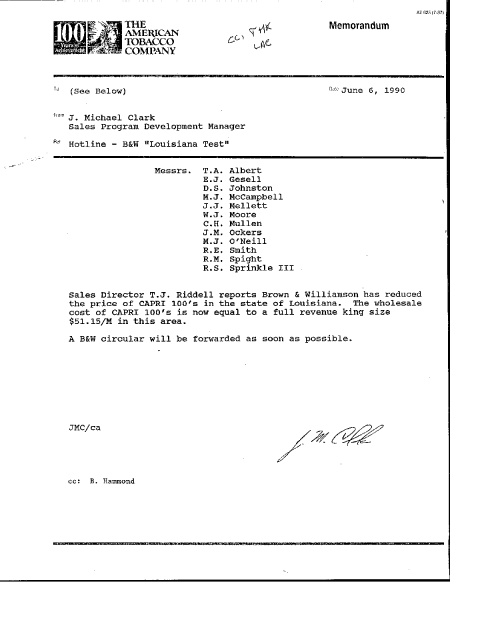 100
Years of
Achievement
THE
AMERICAN
TOBACCO
COMPANY
Memorandum
To (See Below)
Date June 6, 1990
From J. Michael Clark
Sales Program Development Manager
Re: Hotline - B&W "Louisiana Test"
Messrs. T.A. Albert
E.J. Gesell
D.S. Johnston
M.J. McCampbell
J.J. Mellett
W.J. Moore
C.H. Mullen
J.M. Ockers
M.J. O'Neill
R.E. Smith
R.M. Spight
R.S. Sprinkle III
Sales Director T.J. Riddell reports Brown & Williamson has reduced
the price of CAPRI 100's in the state of Louisiana. The wholesale
cost of CAPRI 100's is now equal to a full revenue king size
$51.15/M in this area.
A B&W circular will be forwarded as soon as possible.
JMC/ca
J. M. Clark
cc: B. Hammond